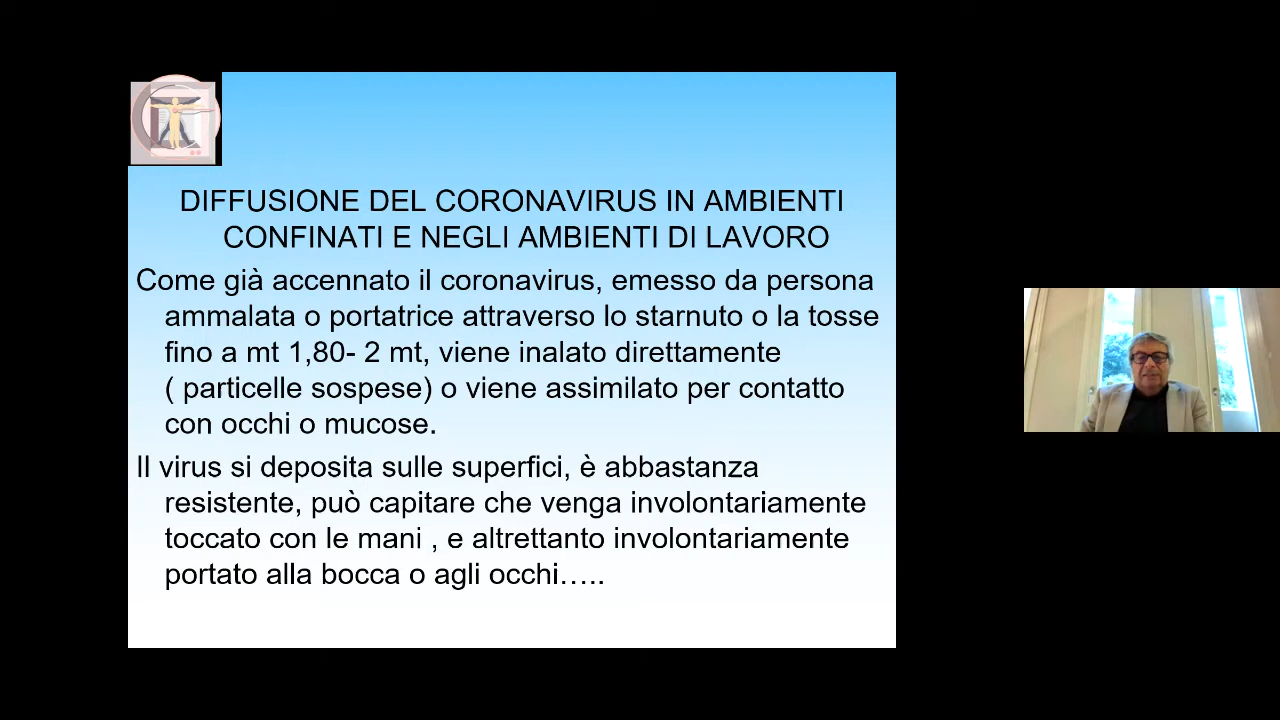 DIFFUSIONE DEL CORONAVIRUS IN AMBIENTI
CONFINATI E NEGLI AMBIENTI DI LAVORO
Come già accennato il coronavirus, emesso da persona
ammalata o portatrice attraverso lo starnuto o la tosse
fino a mt 1,80- 2 mt, viene inalato direttamente
( particelle sospese) o viene assimilato per contatto
con occhi o mucose.
Il virus si deposita sulle superfici, è abbastanza
resistente, può capitare che venga involontariamente
toccato con le mani , e altrettanto involontariamente
portato alla bocca o agli occhi…..